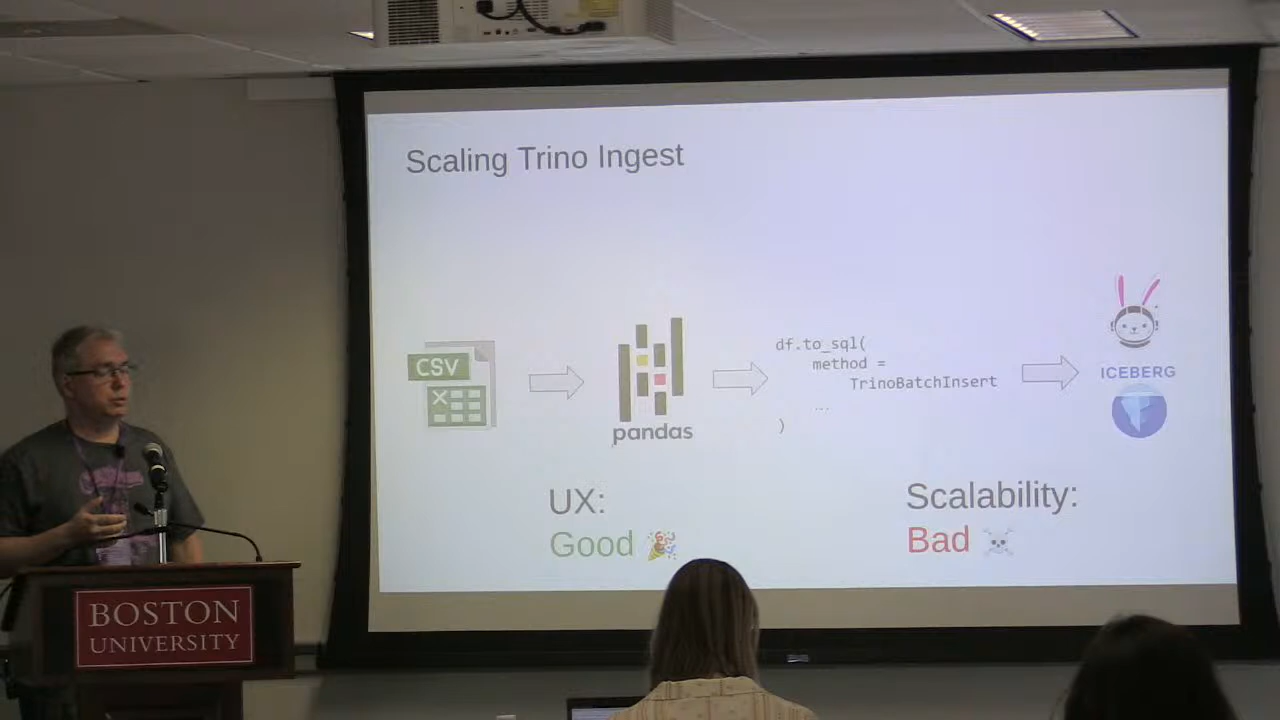 Scaling Trino Ingest
CSV
pandas
df.to_sql(
method =
TrinoBatchInsert
...
)
ICEBERG
UX:
Good
Scalability:
Bad
BOSTON
UNIVERSITY